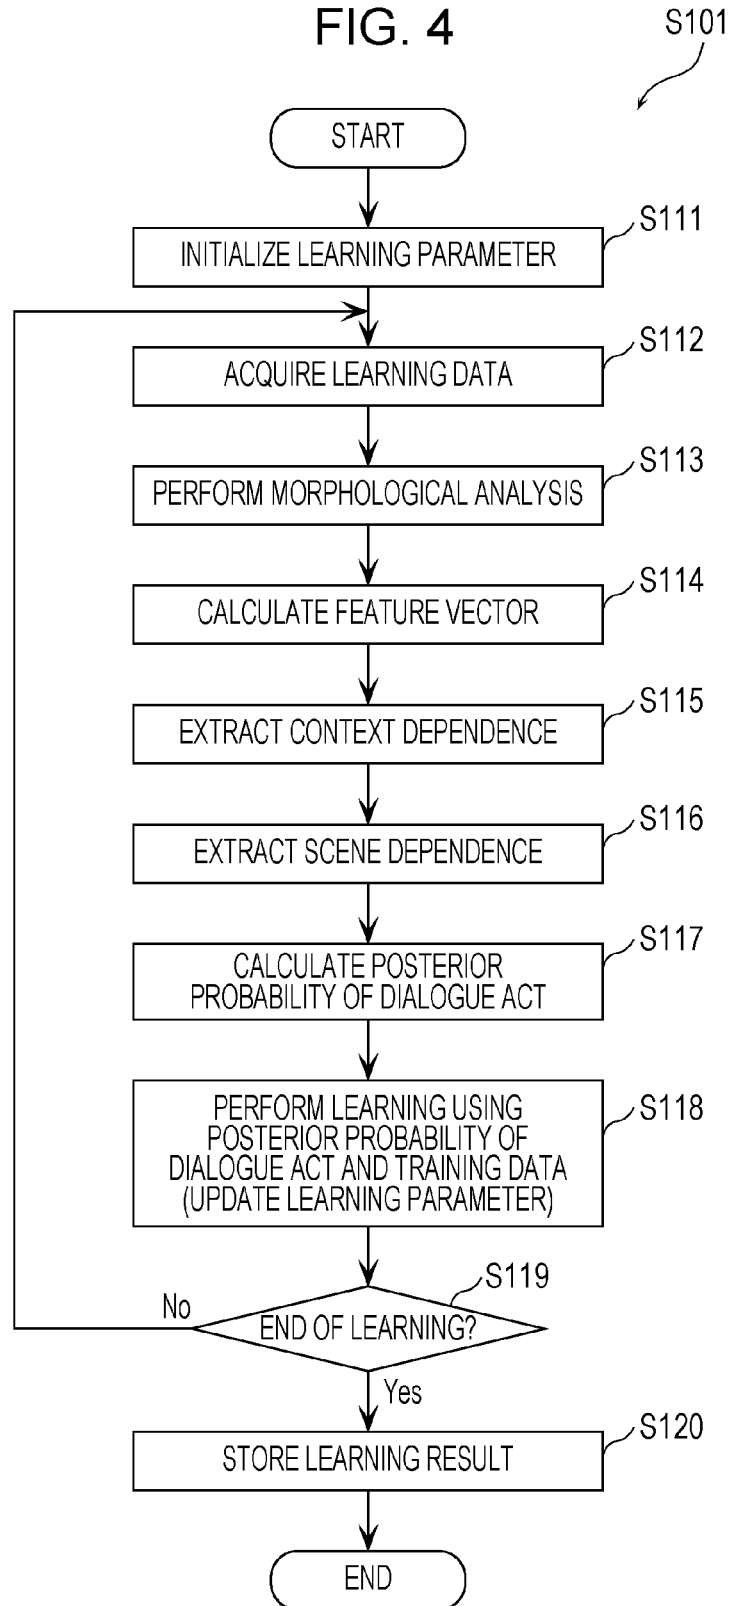 FIG. 4
S101
START
S111
INITIALIZE LEARNING PARAMETER
S112
ACQUIRE LEARNING DATA
S113
PERFORM MORPHOLOGICAL ANALYSIS
S114
CALCULATE FEATURE VECTOR
S115
EXTRACT CONTEXT DEPENDENCE
S116
EXTRACT SCENE DEPENDENCE
S117
CALCULATE POSTERIOR
PROBABILITY OF DIALOGUE ACT
S118
PERFORM LEARNING USING
POSTERIOR PROBABILITY OF
DIALOGUE ACT AND TRAINING DATA
(UPDATE LEARNING PARAMETER)
S119
No
END OF LEARNING?
Yes
S120
STORE LEARNING RESULT
END